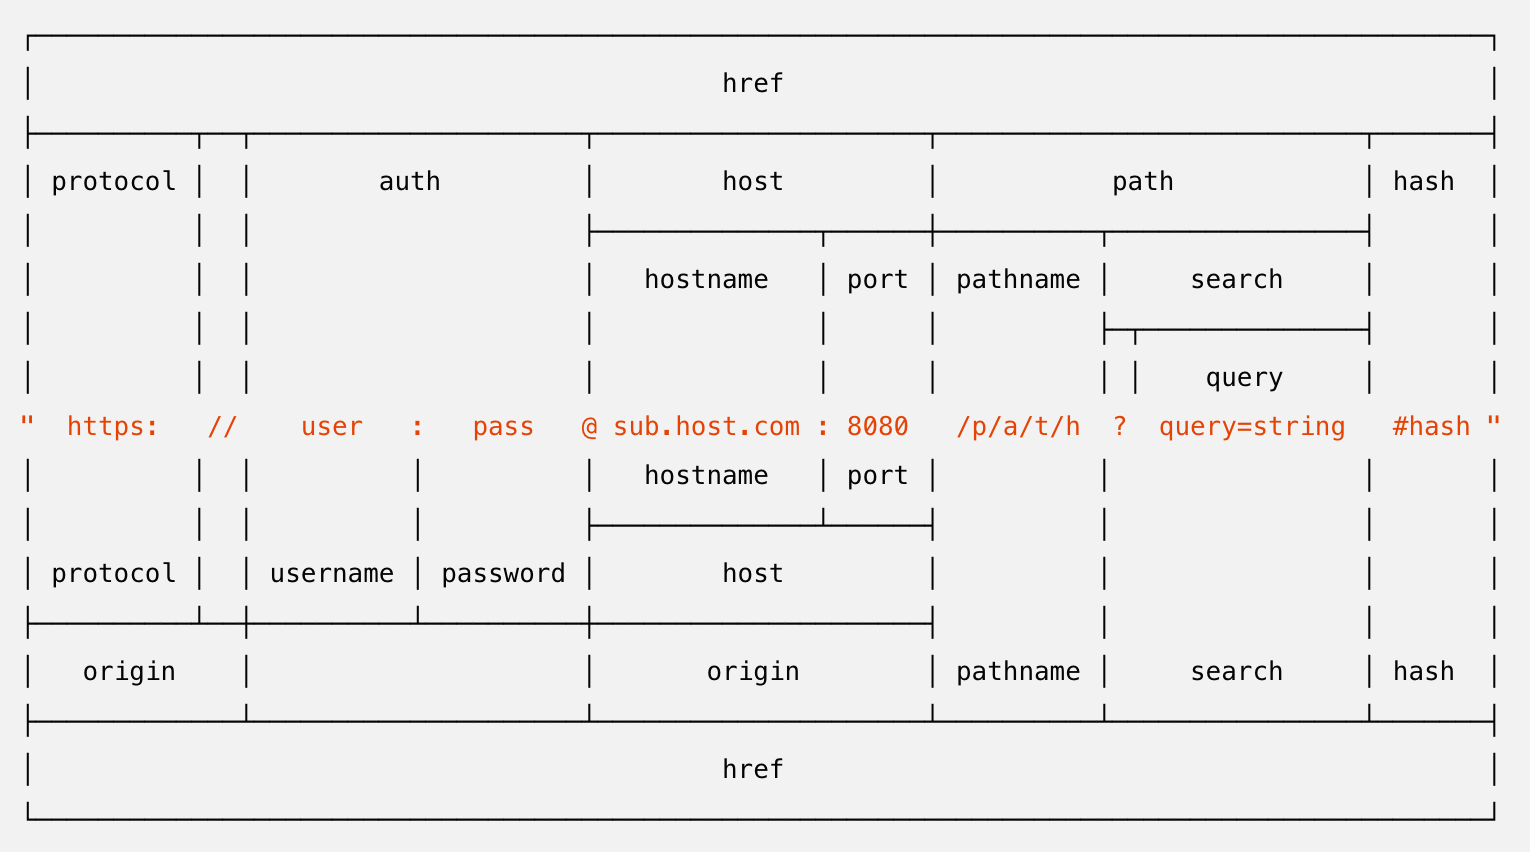 href
protocol auth host path hash
hostname port pathname search
query
" https: // user : pass @ sub.host.com : 8080 /p/a/t/h ? query=string #hash "
hostname port
protocol username password host
origin origin pathname search hash
href